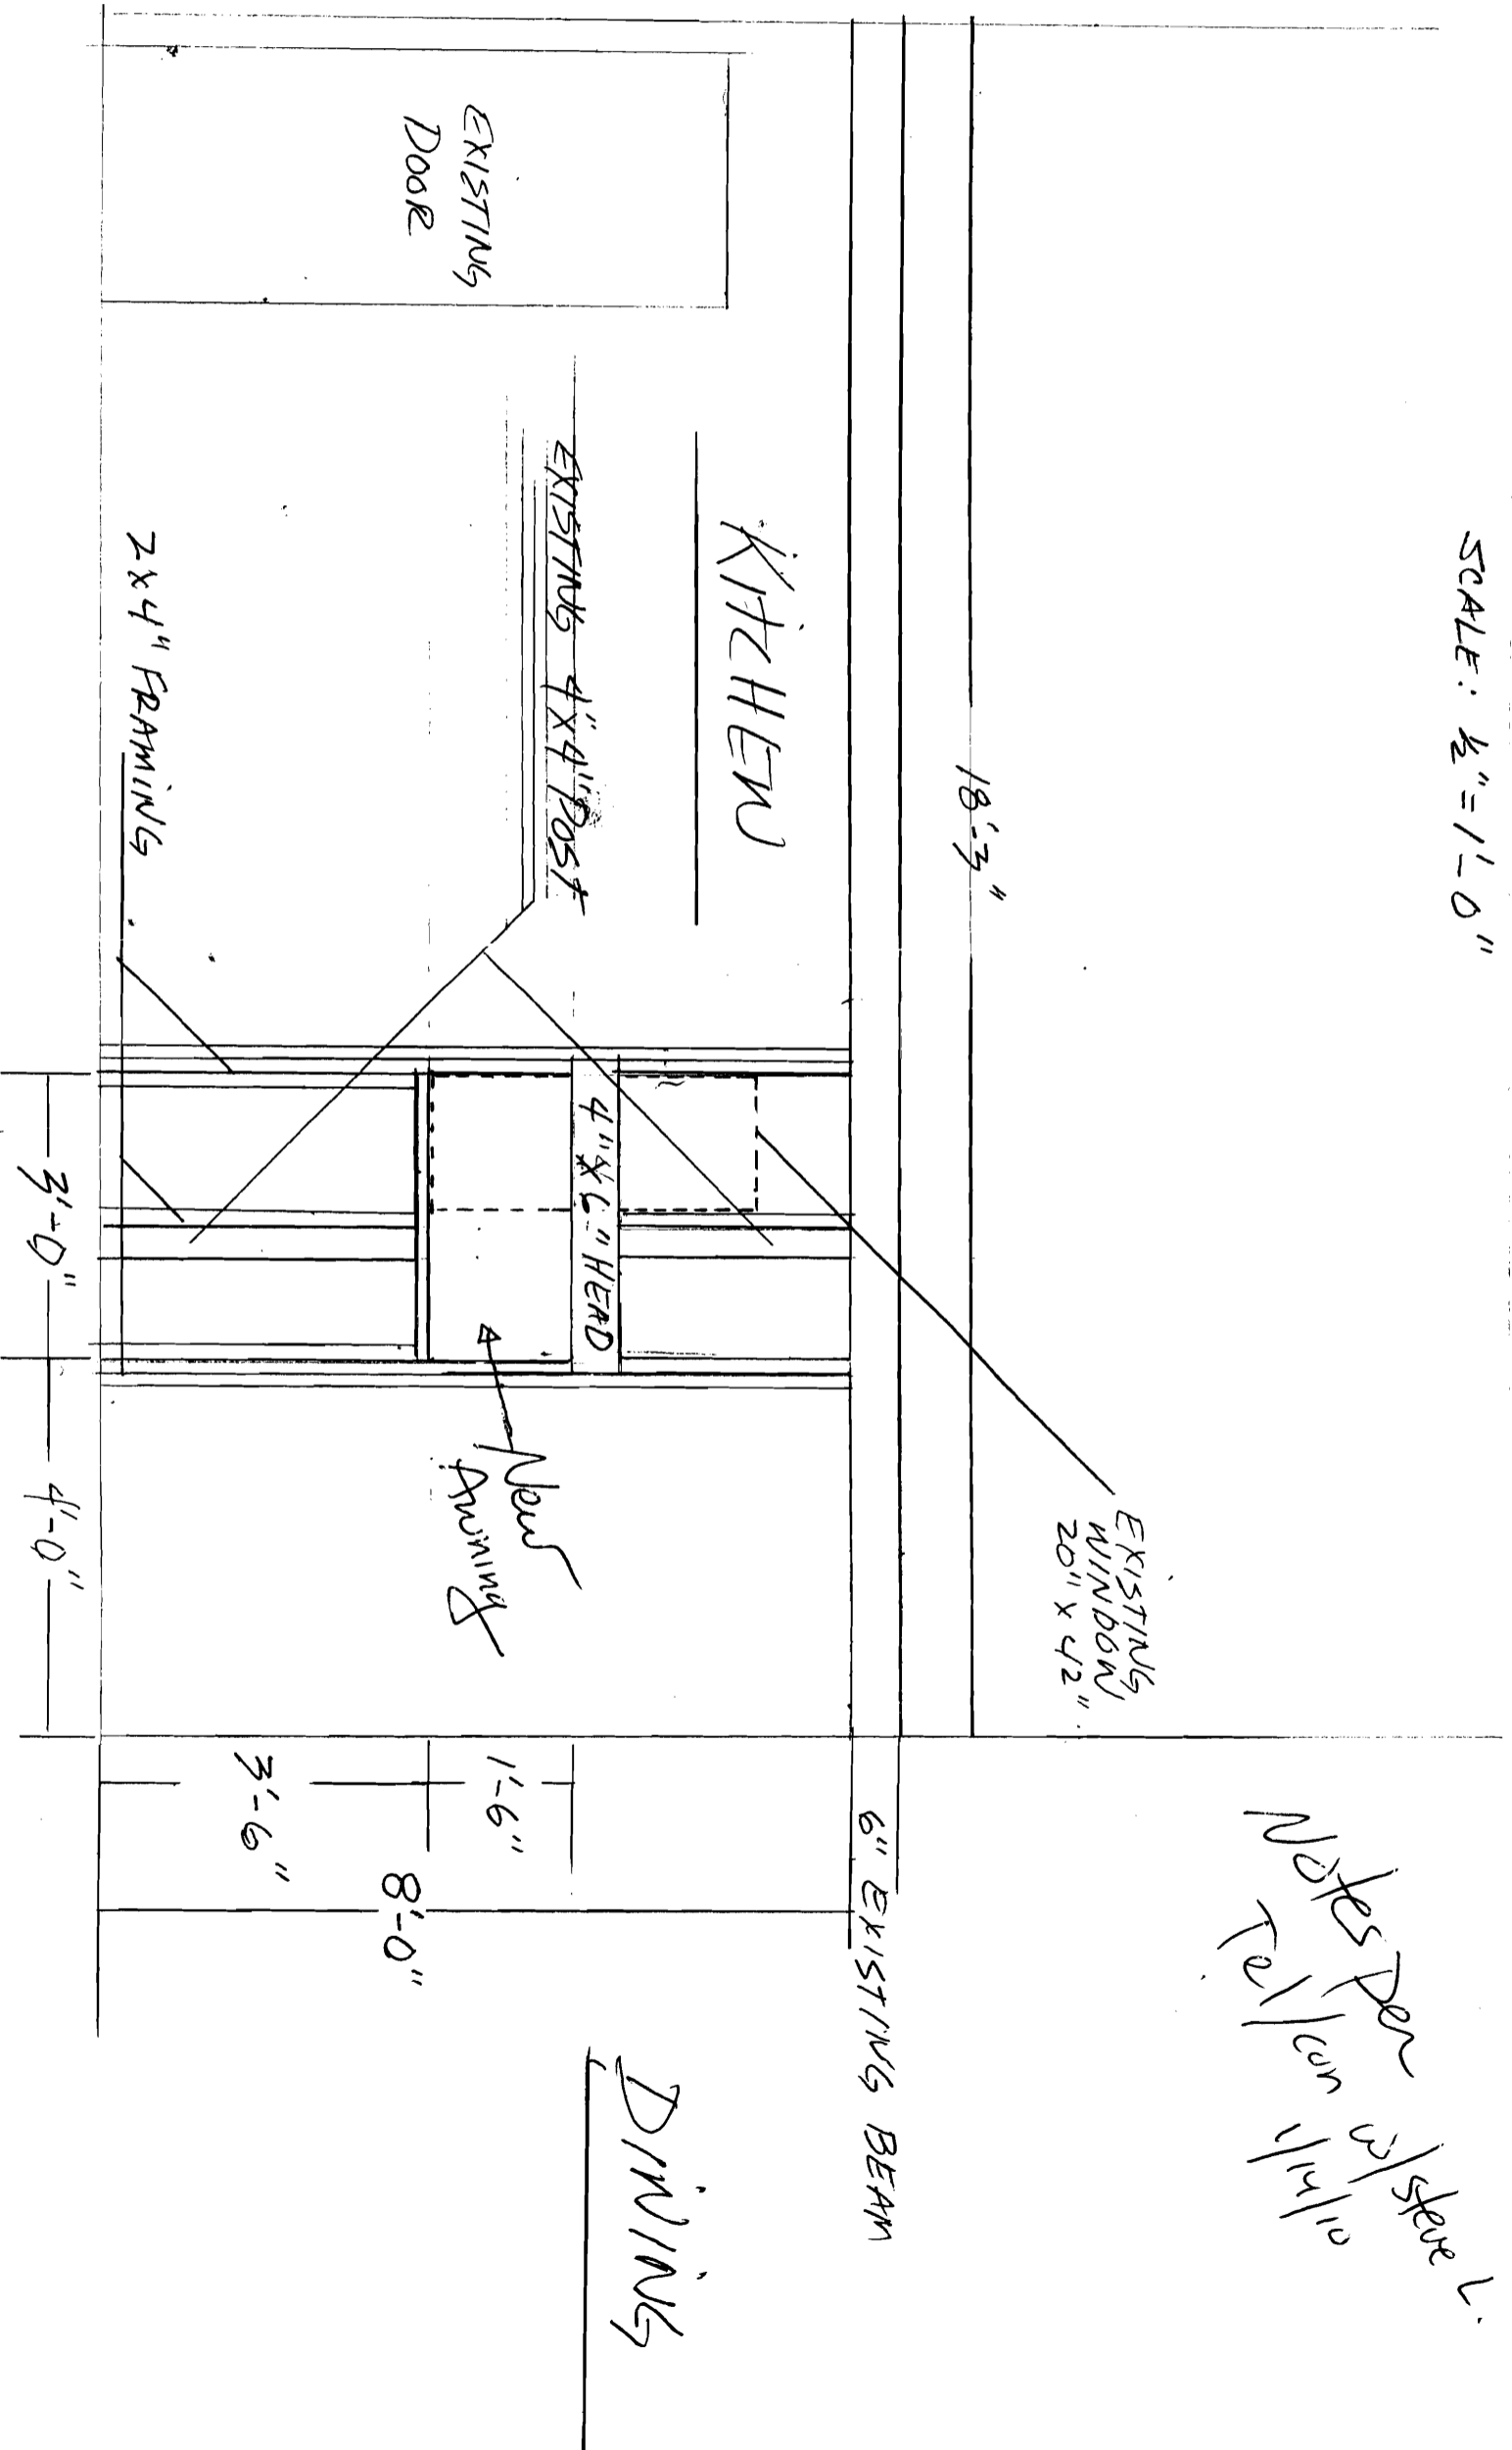 SCALE: ½"=1'-0"
Notes per
Tel/con w/steve L.
1/14/10
EXISTING
WINDOW
20" x 42"
18'-3"
6" EXISTING BEAM
KITCHEN
DINING
EXISTING 4"x4" POST
4"x6" HEAD
New
Awning
EXISTING
DOOR
1'-6"
8'-0"
3'-6"
2x4" FRAMING
3'-0"
4'-0"